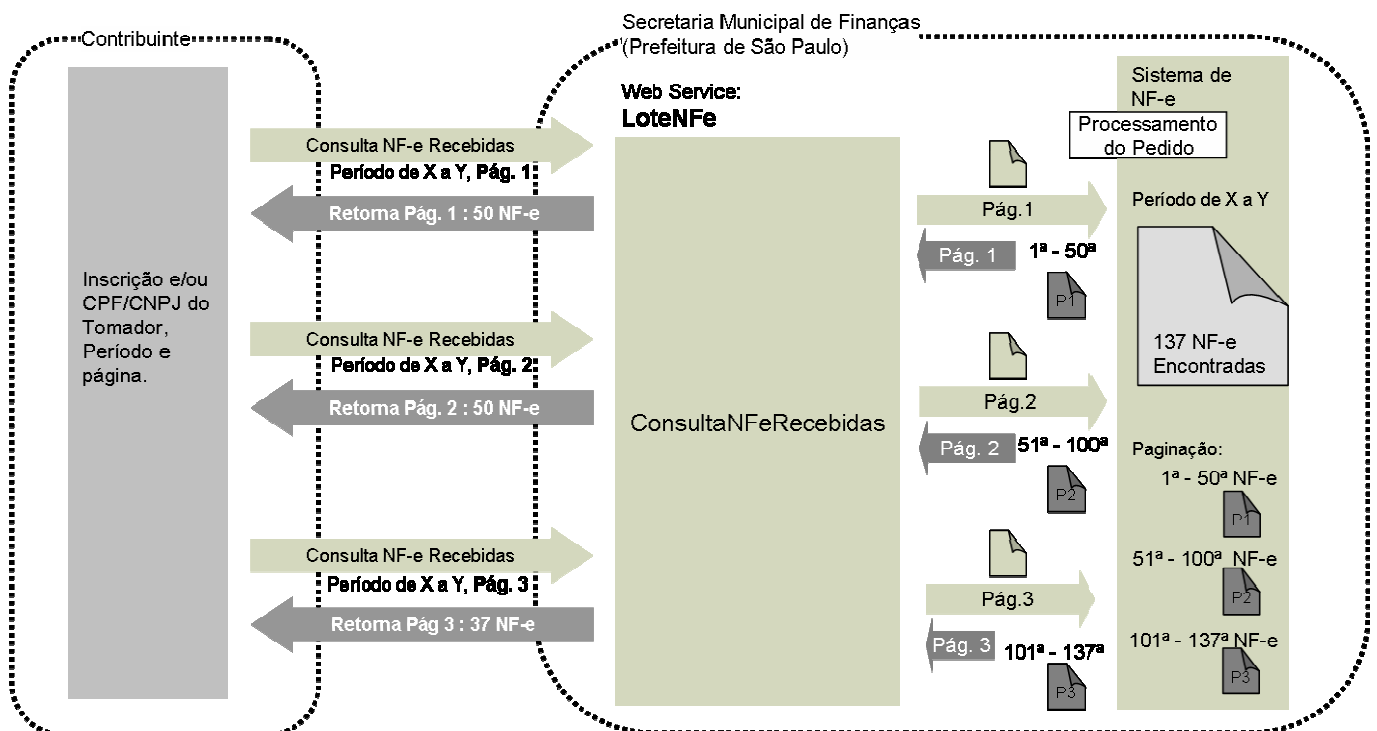 Contribuinte
Secretaria Municipal de Finanças
(Prefeitura de São Paulo)
Web Service:
LoteNFe
Sistema de
NF-e
Processamento
do Pedido
Consulta NF-e Recebidas
Período de X a Y, Pág. 1
Retorna Pág. 1 : 50 NF-e
Pág.1
Pág. 1
1ª - 50ª
P1
Período de X a Y
137 NF-e
Encontradas
Inscrição e/ou
CPF/CNPJ do
Tomador,
Período e
página.
Consulta NF-e Recebidas
Período de X a Y, Pág. 2
Retorna Pág. 2 : 50 NF-e
ConsultaNFeRecebidas
Pág.2
Pág. 2
51ª - 100ª
P2
Paginação:
1ª - 50ª NF-e
P1
51ª - 100ª NF-e
P2
101ª - 137ª NF-e
P3
Consulta NF-e Recebidas
Período de X a Y, Pág. 3
Retorna Pág 3 : 37 NF-e
Pág.3
Pág. 3
101ª - 137ª
P3